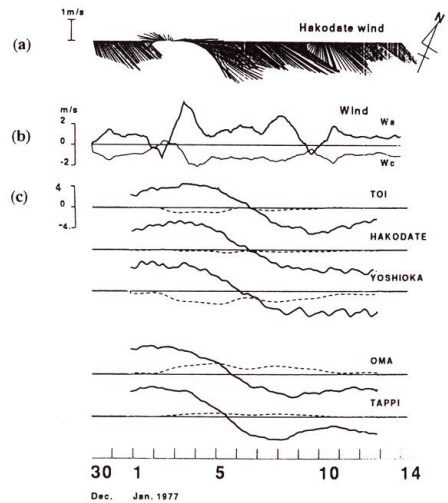 1m/s
Hakodate wind
N
(a)
m/s
Wind
(b)
2
0
-2
Wa
Wc
(c)
4
0
-4.
TOI
HAKODATE
YOSHIOKA
OMA
TAPPI
30 1 5 10 14
Dec. Jan. 1977